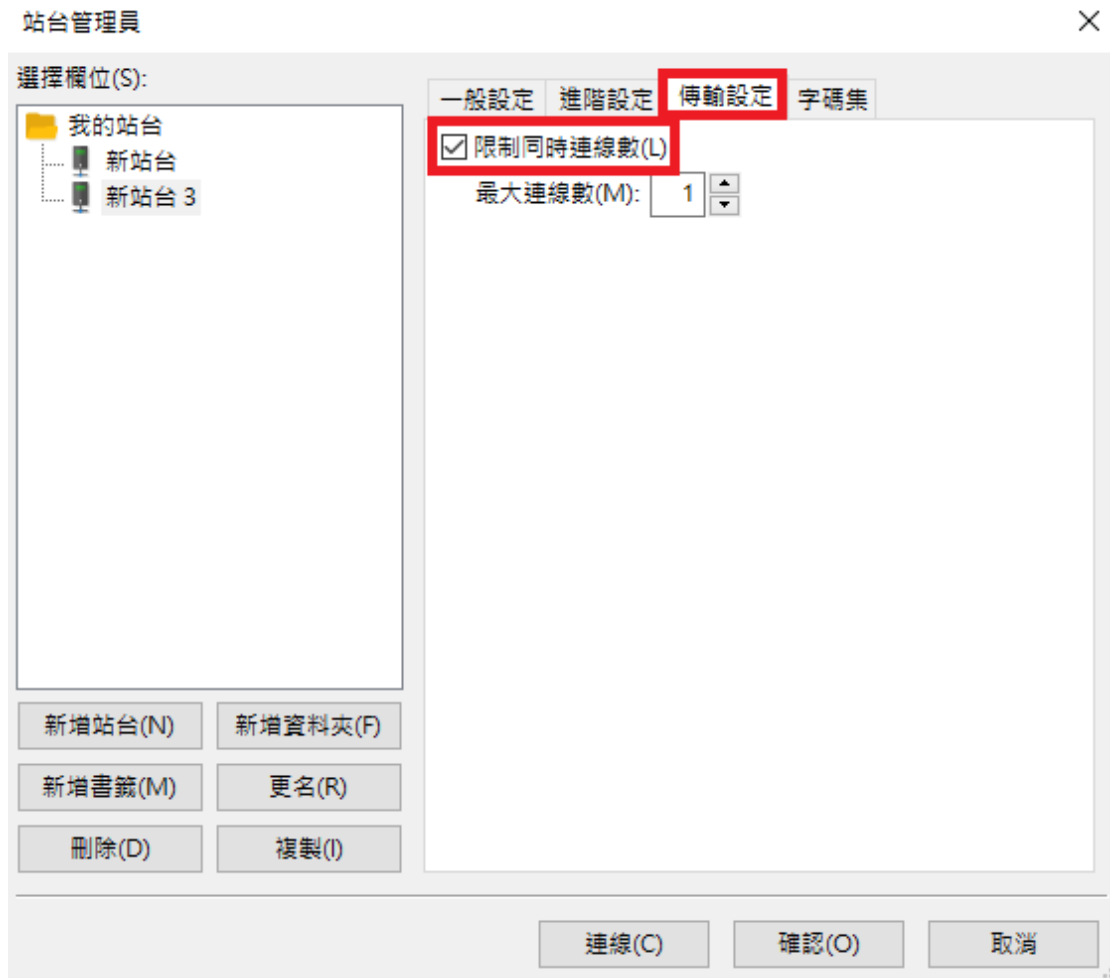 站台管理員
選擇欄位(S):
我的站台
新站台
新站台 3
一般設定 進階設定 傳輸設定 字碼集
限制同時連線數(L)
最大連線數(M): 1
新增站台(N) 新增資料夾(F)
新增書籤(M) 更名(R)
刪除(D) 複製(I)
連線(C) 確認(O) 取消